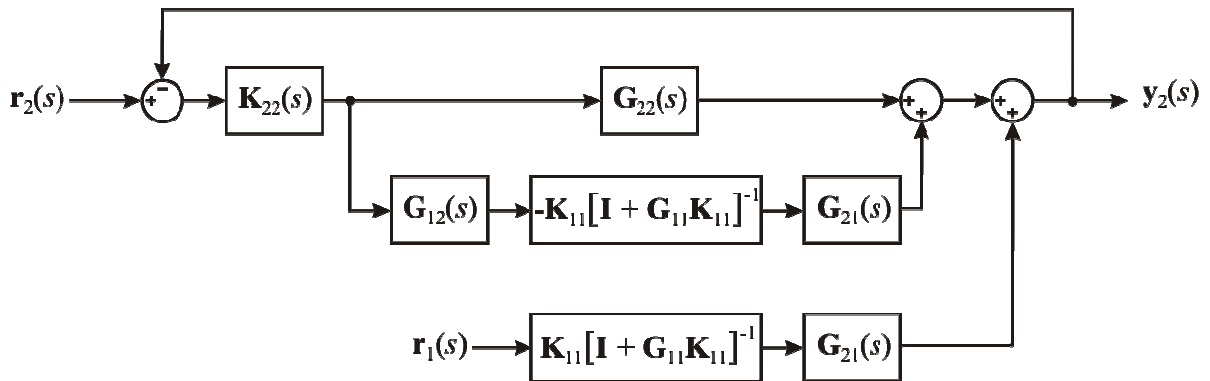 r₂(s) + − K₂₂(s) G₂₂(s) + + + + y₂(s)
G₁₂(s) -K₁₁[I + G₁₁K₁₁]⁻¹ G₂₁(s)
r₁(s) K₁₁[I + G₁₁K₁₁]⁻¹ G₂₁(s)